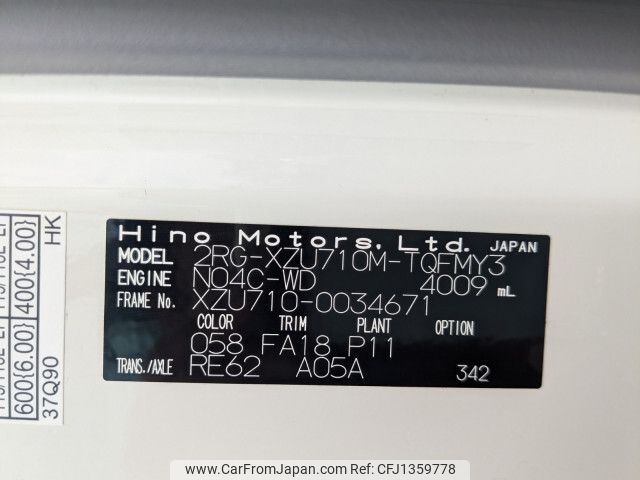 Hino Motors, Ltd. JAPAN
MODEL 2RG-XZU710M-TQFMY3
ENGINE N04C-WD 4009 mL
FRAME No. XZU710-0034671
COLOR TRIM PLANT OPTION
058 FA18 P11
TRANS./AXLE RE62 A05A 342
600(6.00) 400(4.00)
37Q90 HK
www.CarFromJapan.com © CarFromJapan CFJ1359778